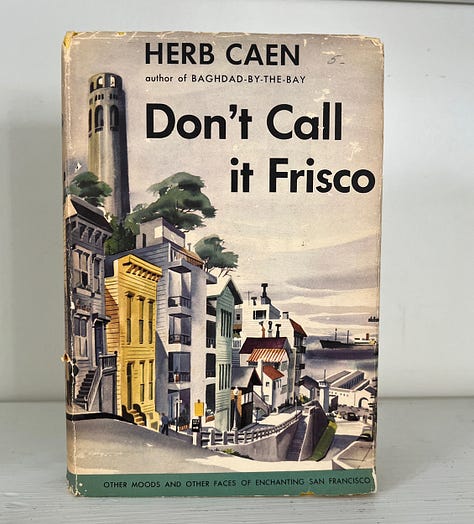 HERB CAEN
5-
author of BAGHDAD-BY-THE-BAY
Don't Call
it Frisco
OTHER MOODS AND OTHER FACES OF ENCHANTING SAN FRANCISCO